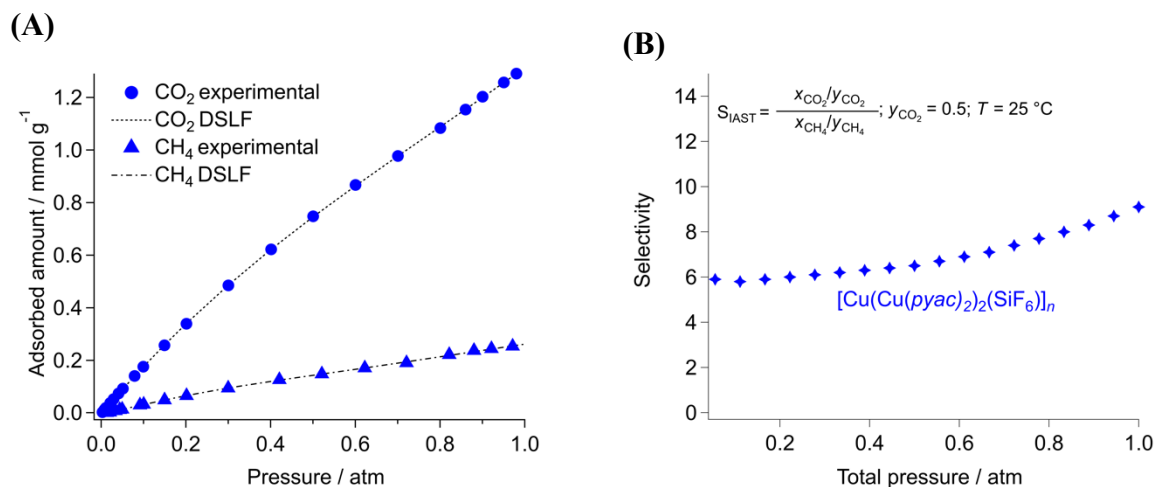 (A)
CO2 experimental
CO2 DSLF
CH4 experimental
CH4 DSLF
Adsorbed amount / mmol g-1
1.2
1.0
0.8
0.6
0.4
0.2
0.0
0.0 0.2 0.4 0.6 0.8 1.0
Pressure / atm
(B)
SIAST = xCO2/yCO2 / xCH4/yCH4 ; yCO2 = 0.5; T = 25 °C
Selectivity
14
12
10
8
6
4
2
0
[Cu(Cu(pyac)2)2(SiF6)]n
0.2 0.4 0.6 0.8 1.0
Total pressure / atm